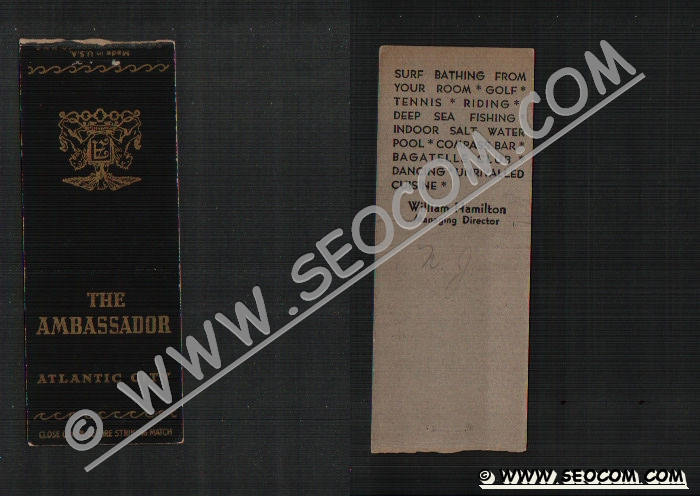 Made in U.S.A.
THE
AMBASSADOR
ATLANTIC CITY
CLOSE STRIKING MATCH
SURF BATHING FROM
YOUR ROOM * GOLF *
TENNIS * RIDING *
DEEP SEA FISHING
INDOOR SALT WATER
POOL * COMPASS BAR *
BAGATELLE CLUB *
DANCING UNRIVALLED
CUISINE *
William Hamilton
Managing Director
N. J.
© WWW.SEOCOM.COM
© WWW.SEOCOM.COM